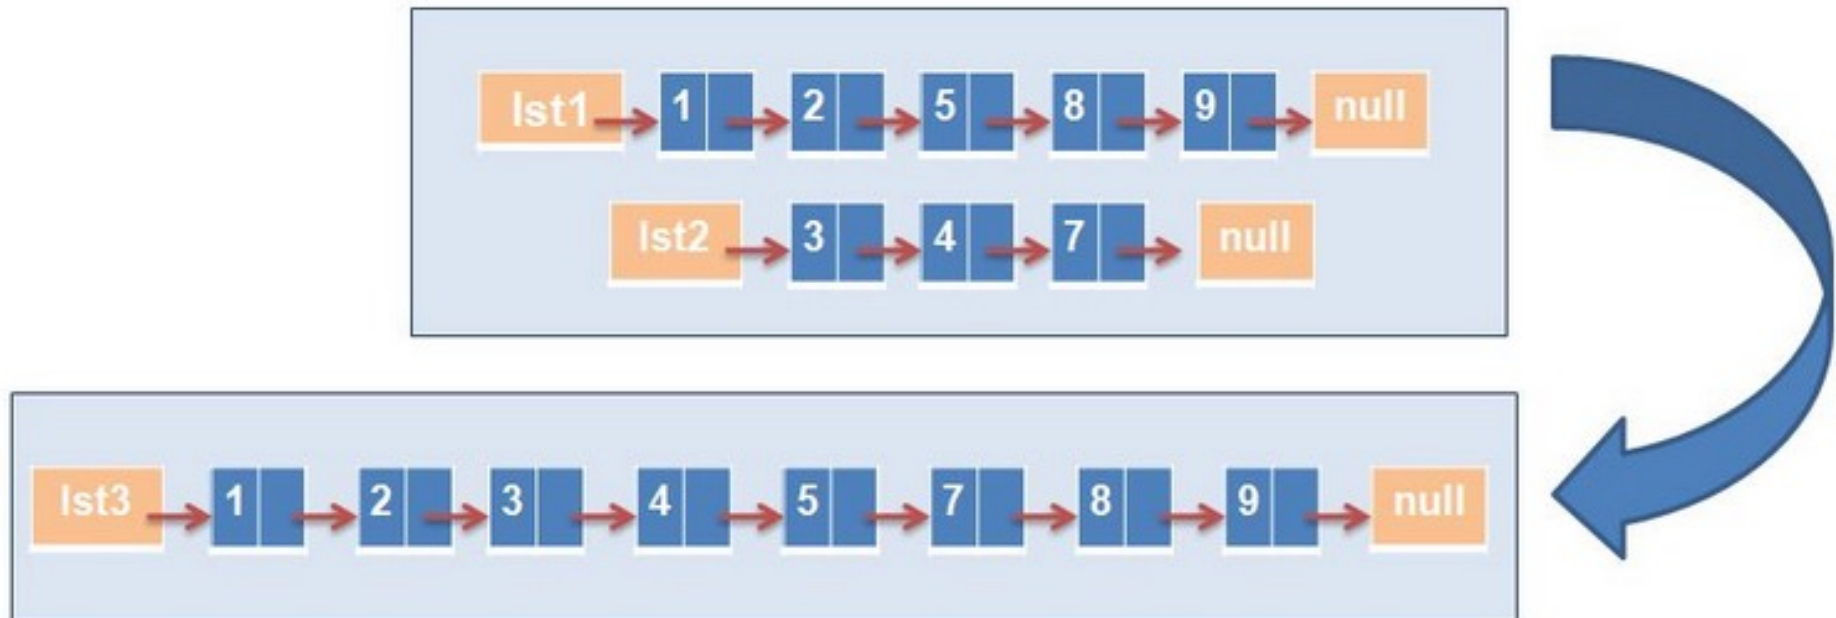 lst1 1 2 5 8 9 null
lst2 3 4 7 null
lst3 1 2 3 4 5 7 8 9 null